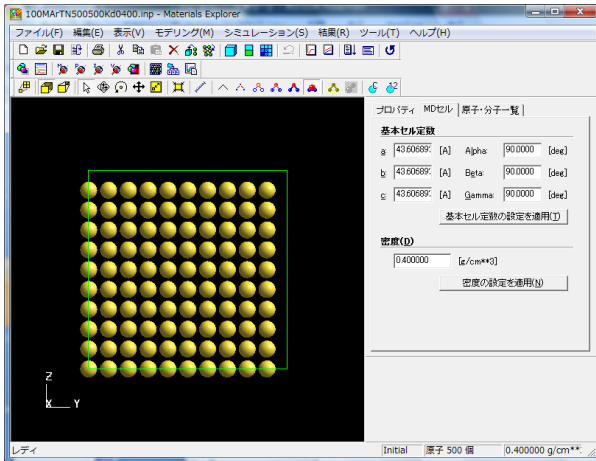 100MArTN500500Kd0400.inp - Materials Explorer
ファイル(F) 編集(E) 表示(V) モデリング(M) シミュレーション(S) 結果(R) ツール(T) ヘルプ(H)
プロパティ MDセル 原子・分子一覧
基本セル定数
a: 43.60689 [A] Alpha: 90.0000 [deg]
b: 43.60689 [A] Beta: 90.0000 [deg]
c: 43.60689 [A] Gamma: 90.0000 [deg]
基本セル定数の設定を適用(T)
密度(D)
0.400000 [g/cm**3]
密度の設定を適用(N)
Z
X Y
レディ Initial 原子 500 個 0.400000 g/cm**